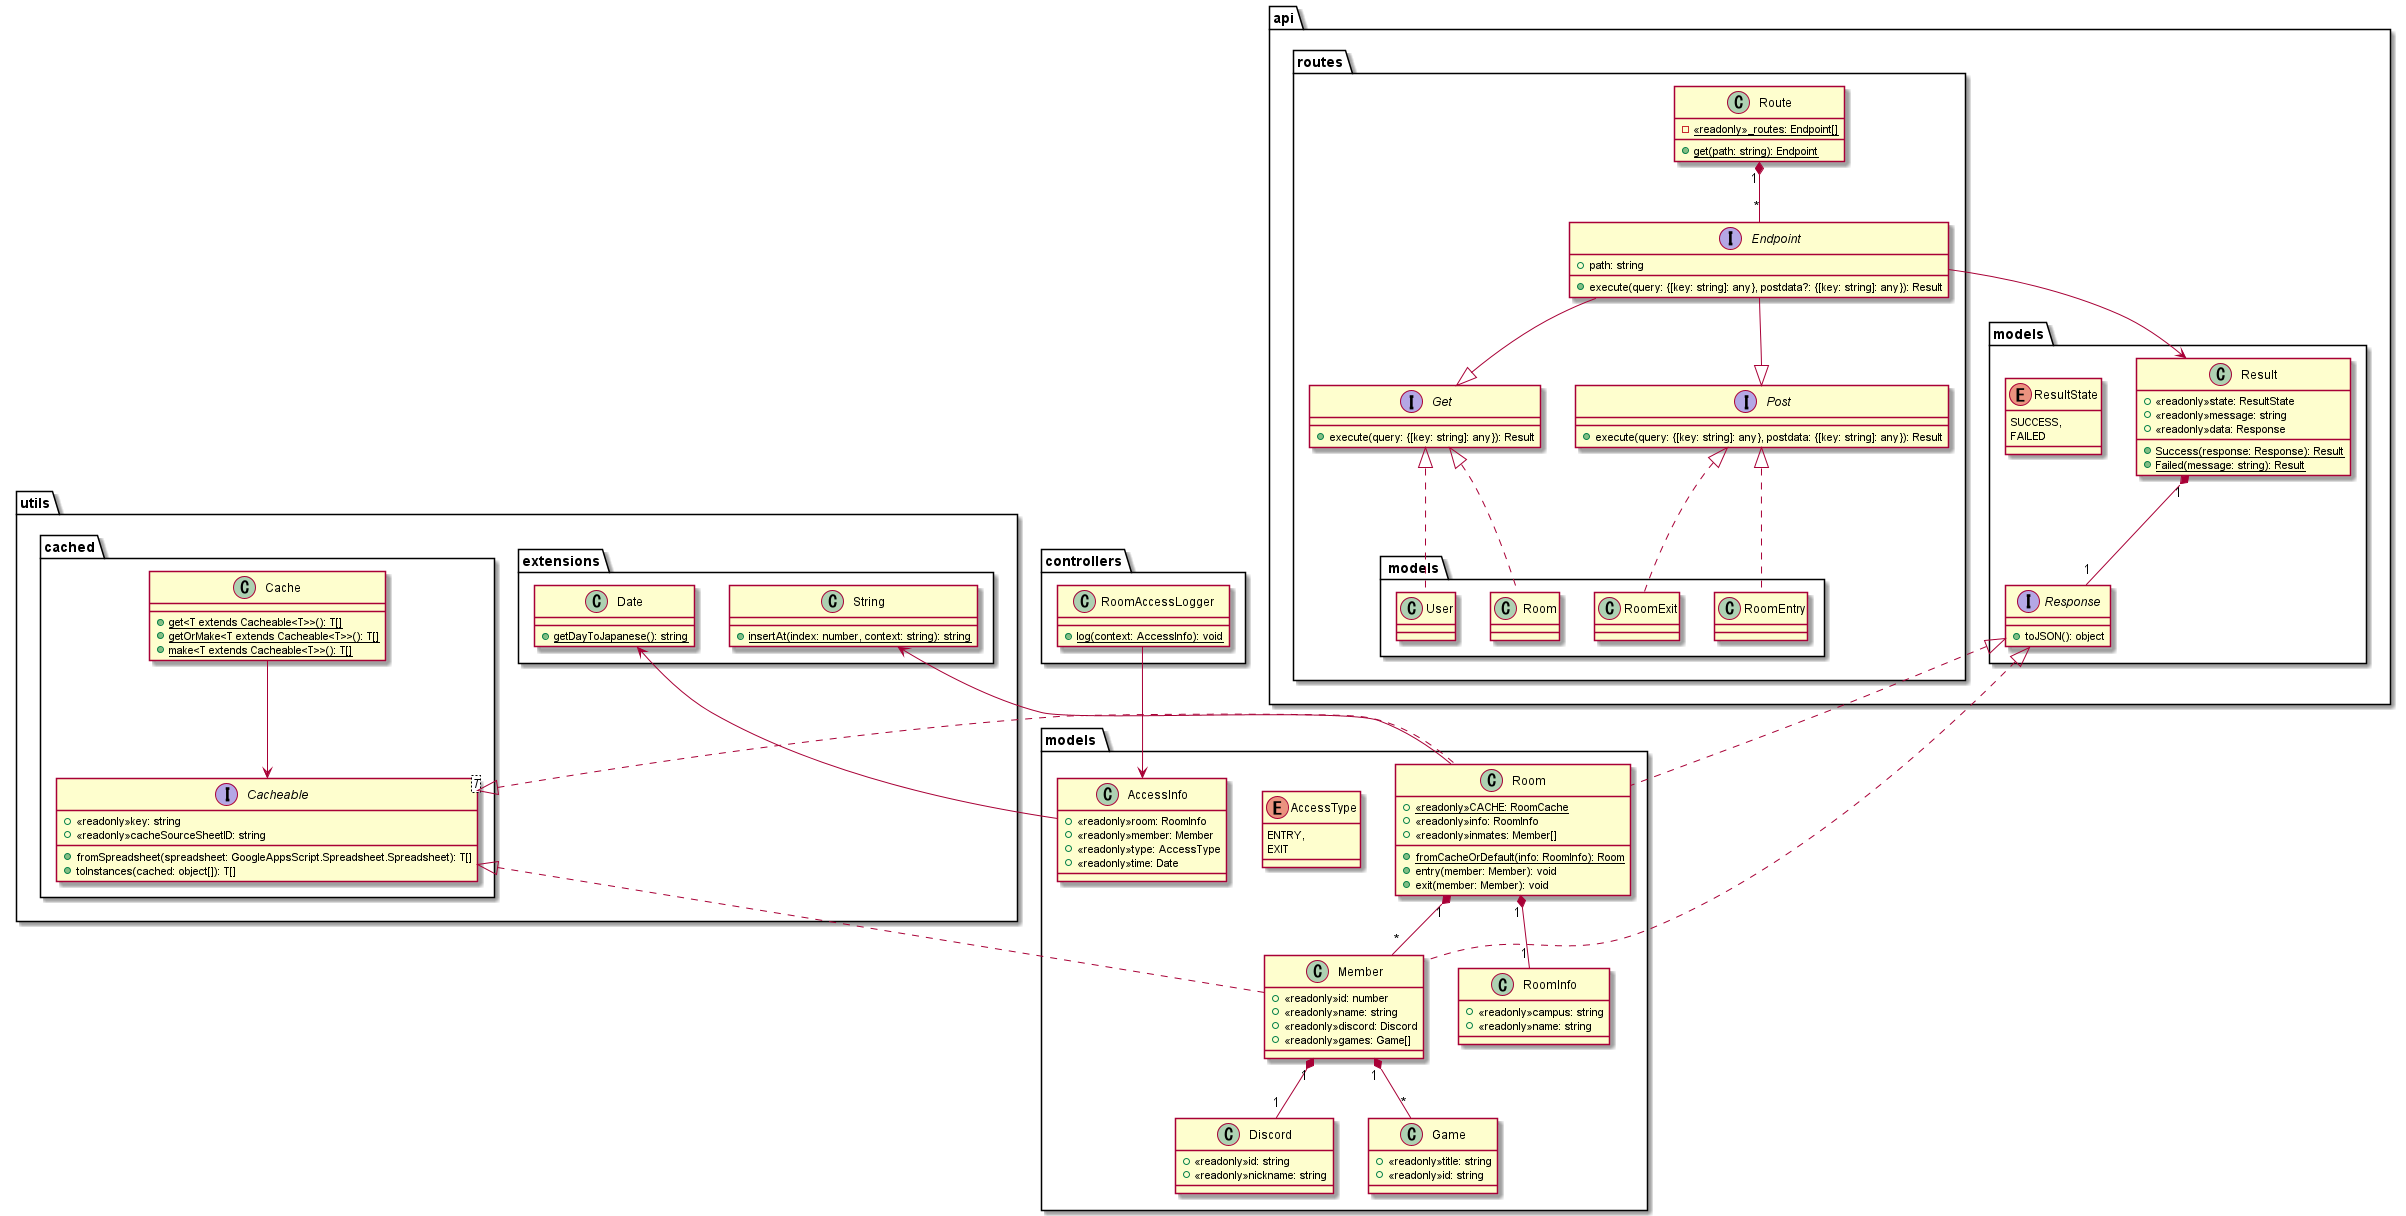 api
routes
Route
«readonly»_routes: Endpoint[]
get(path: string): Endpoint
1
*
Endpoint
path: string
execute(query: {[key: string]: any}, postdata?: {[key: string]: any}): Result
Get
execute(query: {[key: string]: any}): Result
Post
execute(query: {[key: string]: any}, postdata: {[key: string]: any}): Result
models
User
Room
RoomExit
RoomEntry
models
ResultState
SUCCESS,
FAILED
Result
«readonly»state: ResultState
«readonly»message: string
«readonly»data: Response
Success(response: Response): Result
Failed(message: string): Result
1
1
Response
toJSON(): object
utils
cached
Cache
get<T extends Cacheable<T>>(): T[]
getOrMake<T extends Cacheable<T>>(): T[]
make<T extends Cacheable<T>>(): T[]
Cacheable
T
«readonly»key: string
«readonly»cacheSourceSheetID: string
fromSpreadsheet(spreadsheet: GoogleAppsScript.Spreadsheet.Spreadsheet): T[]
toInstances(cached: object[]): T[]
extensions
Date
getDayToJapanese(): string
String
insertAt(index: number, context: string): string
controllers
RoomAccessLogger
log(context: AccessInfo): void
models
AccessInfo
«readonly»room: RoomInfo
«readonly»member: Member
«readonly»type: AccessType
«readonly»time: Date
AccessType
ENTRY,
EXIT
Room
«readonly»CACHE: RoomCache
«readonly»info: RoomInfo
«readonly»inmates: Member[]
fromCacheOrDefault(info: RoomInfo): Room
entry(member: Member): void
exit(member: Member): void
1
*
1
1
Member
«readonly»id: number
«readonly»name: string
«readonly»discord: Discord
«readonly»games: Game[]
RoomInfo
«readonly»campus: string
«readonly»name: string
1
1
1
*
Discord
«readonly»id: string
«readonly»nickname: string
Game
«readonly»title: string
«readonly»id: string